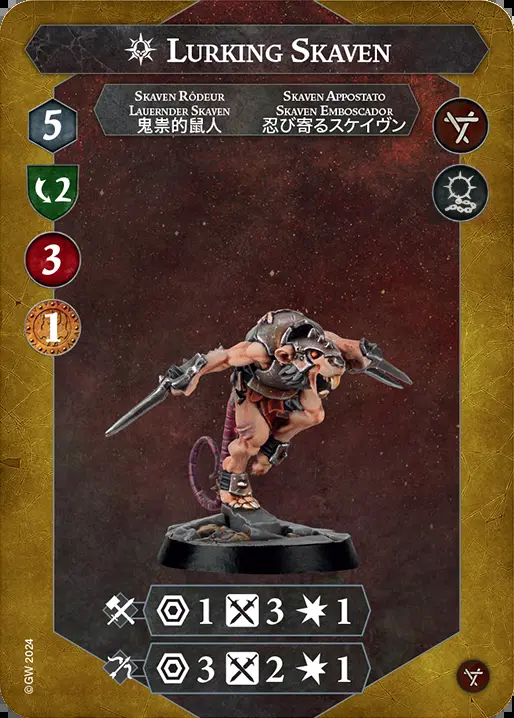 LURKING SKAVEN
SKAVEN RÔDEUR
LAUERNDER SKAVEN
鬼祟的鼠人
SKAVEN APPOSTATO
SKAVEN EMBOSCADOR
忍び寄るスケイヴン
5
2
3
1
1 3 1
3 2 1
©GW 2024